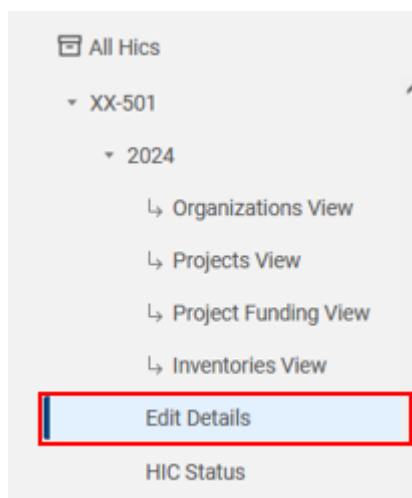 All Hics
XX-501
2024
Organizations View
Projects View
Project Funding View
Inventories View
Edit Details
HIC Status